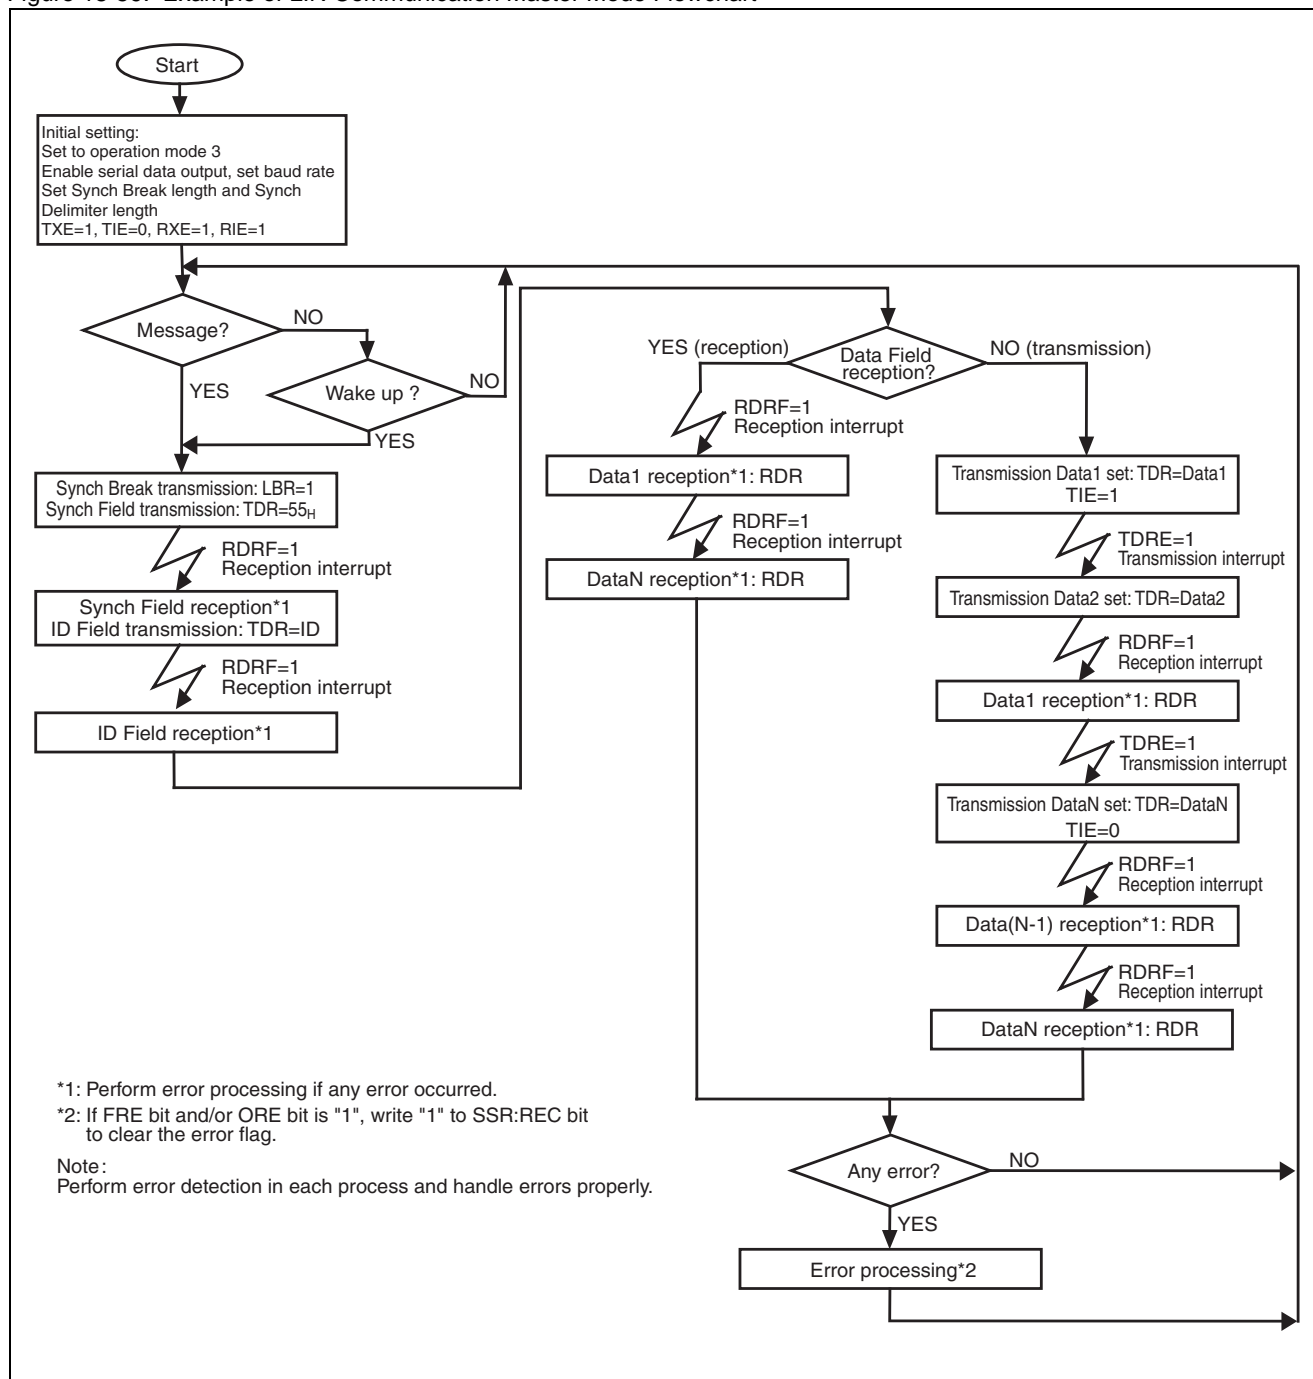 Start
Initial setting:
Set to operation mode 3
Enable serial data output, set baud rate
Set Synch Break length and Synch
Delimiter length
TXE=1, TIE=0, RXE=1, RIE=1
Message?
NO
YES
Wake up ?
NO
YES
Synch Break transmission: LBR=1
Synch Field transmission: TDR=55H
RDRF=1
Reception interrupt
Synch Field reception*1
ID Field transmission: TDR=ID
RDRF=1
Reception interrupt
ID Field reception*1
Data Field
reception?
YES (reception)
NO (transmission)
RDRF=1
Reception interrupt
Data1 reception*1: RDR
RDRF=1
Reception interrupt
DataN reception*1: RDR
Transmission Data1 set: TDR=Data1
TIE=1
TDRE=1
Transmission interrupt
Transmission Data2 set: TDR=Data2
RDRF=1
Reception interrupt
Data1 reception*1: RDR
TDRE=1
Transmission interrupt
Transmission DataN set: TDR=DataN
TIE=0
RDRF=1
Reception interrupt
Data(N-1) reception*1: RDR
RDRF=1
Reception interrupt
DataN reception*1: RDR
Any error?
NO
YES
Error processing*2
*1: Perform error processing if any error occurred.
*2: If FRE bit and/or ORE bit is "1", write "1" to SSR:REC bit
to clear the error flag.
Note:
Perform error detection in each process and handle errors properly.